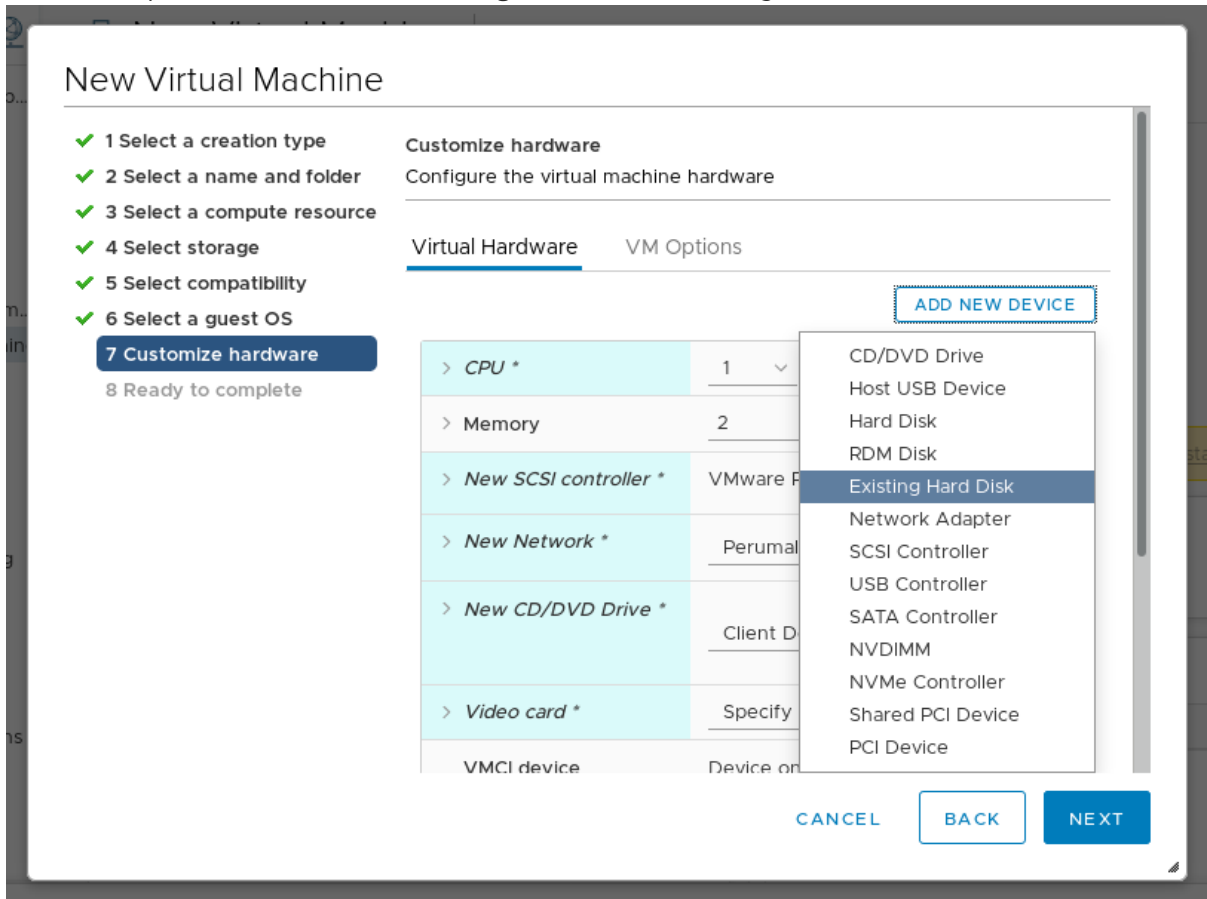 New Virtual Machine
1 Select a creation type
2 Select a name and folder
3 Select a compute resource
4 Select storage
5 Select compatibility
6 Select a guest OS
7 Customize hardware
8 Ready to complete
Customize hardware
Configure the virtual machine hardware
Virtual Hardware VM Options
ADD NEW DEVICE
CPU * 1
Memory 2
New SCSI controller * VMware
New Network * Perumal
New CD/DVD Drive *
Client
Video card * Specify
VMCI device Device
CD/DVD Drive
Host USB Device
Hard Disk
RDM Disk
Existing Hard Disk
Network Adapter
SCSI Controller
USB Controller
SATA Controller
NVDIMM
NVMe Controller
Shared PCI Device
PCI Device
CANCEL BACK NEXT